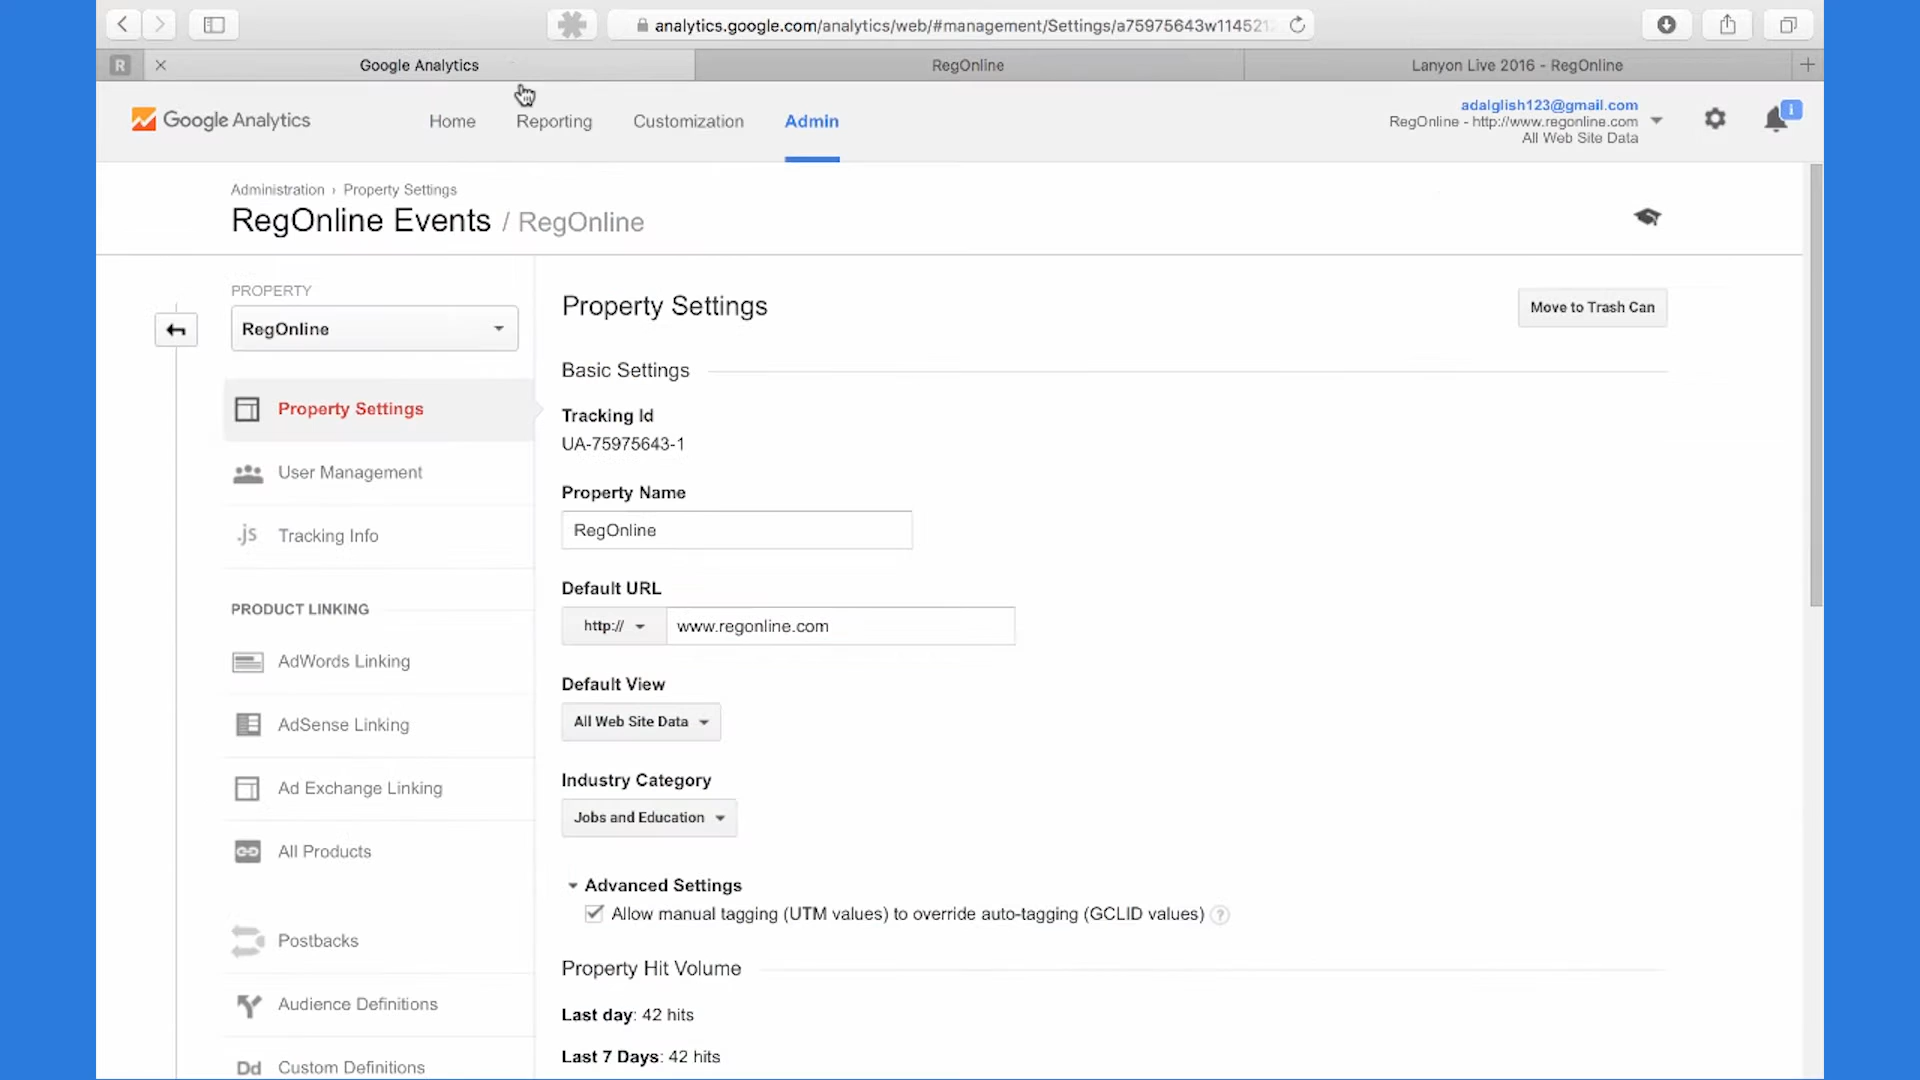 analytics.google.com/analytics/web/#management/Settings/a75975643w114521
R
Google Analytics
RegOnline
Lanyon Live 2016 - RegOnline
Google Analytics
Home
Reporting
Customization
Admin
adalglish123@gmail.com
RegOnline - http://www.regonline.com
All Web Site Data
Administration › Property Settings
RegOnline Events / RegOnline
PROPERTY
RegOnline
Property Settings
User Management
.js Tracking Info
PRODUCT LINKING
AdWords Linking
AdSense Linking
Ad Exchange Linking
All Products
Postbacks
Audience Definitions
Dd Custom Definitions
Property Settings
Move to Trash Can
Basic Settings
Tracking Id
UA-75975643-1
Property Name
RegOnline
Default URL
http://
www.regonline.com
Default View
All Web Site Data
Industry Category
Jobs and Education
Advanced Settings
Allow manual tagging (UTM values) to override auto-tagging (GCLID values) ?
Property Hit Volume
Last day: 42 hits
Last 7 Days: 42 hits